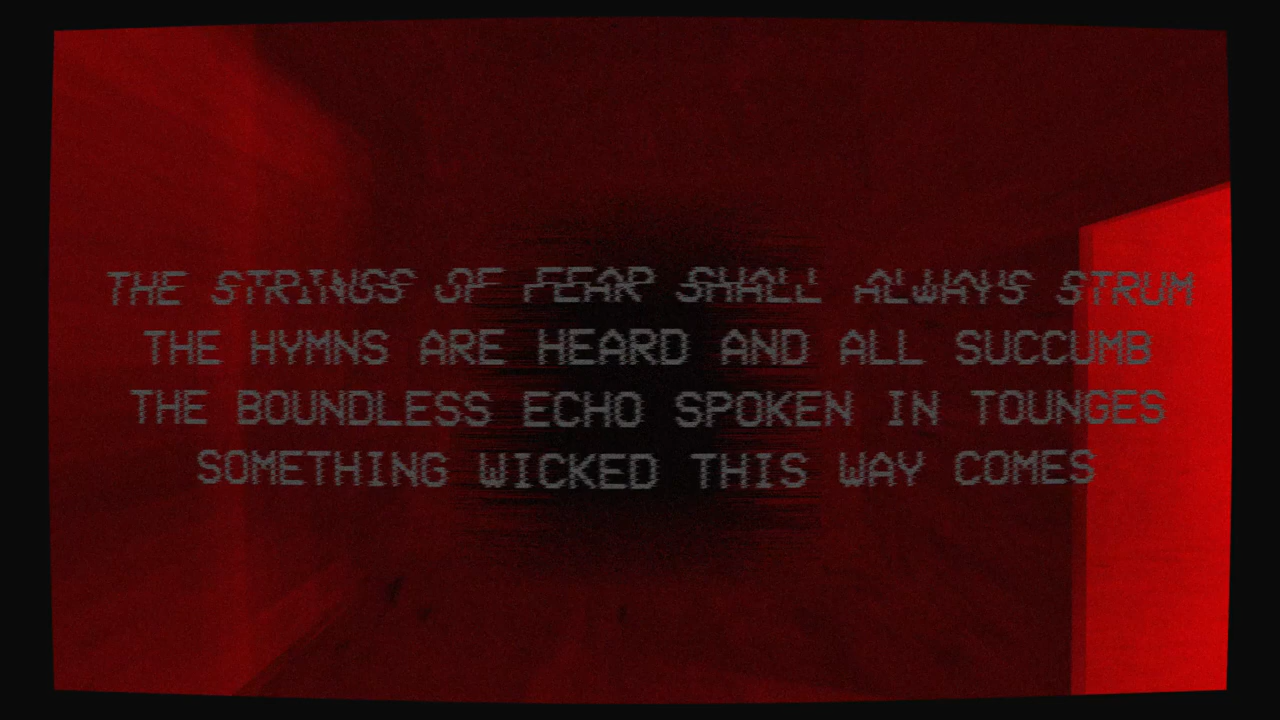 THE STRINGS OF FEAR SHALL ALWAYS STRUM
THE HYMNS ARE HEARD AND ALL SUCCUMB
THE BOUNDLESS ECHO SPOKEN IN TOUNGES
SOMETHING WICKED THIS WAY COMES